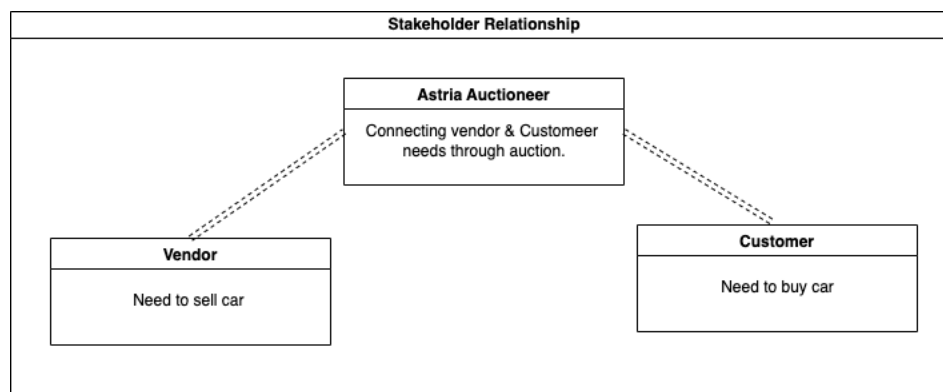 Stakeholder Relationship
Astria Auctioneer
Connecting vendor & Customeer
needs through auction.
Vendor
Need to sell car
Customer
Need to buy car